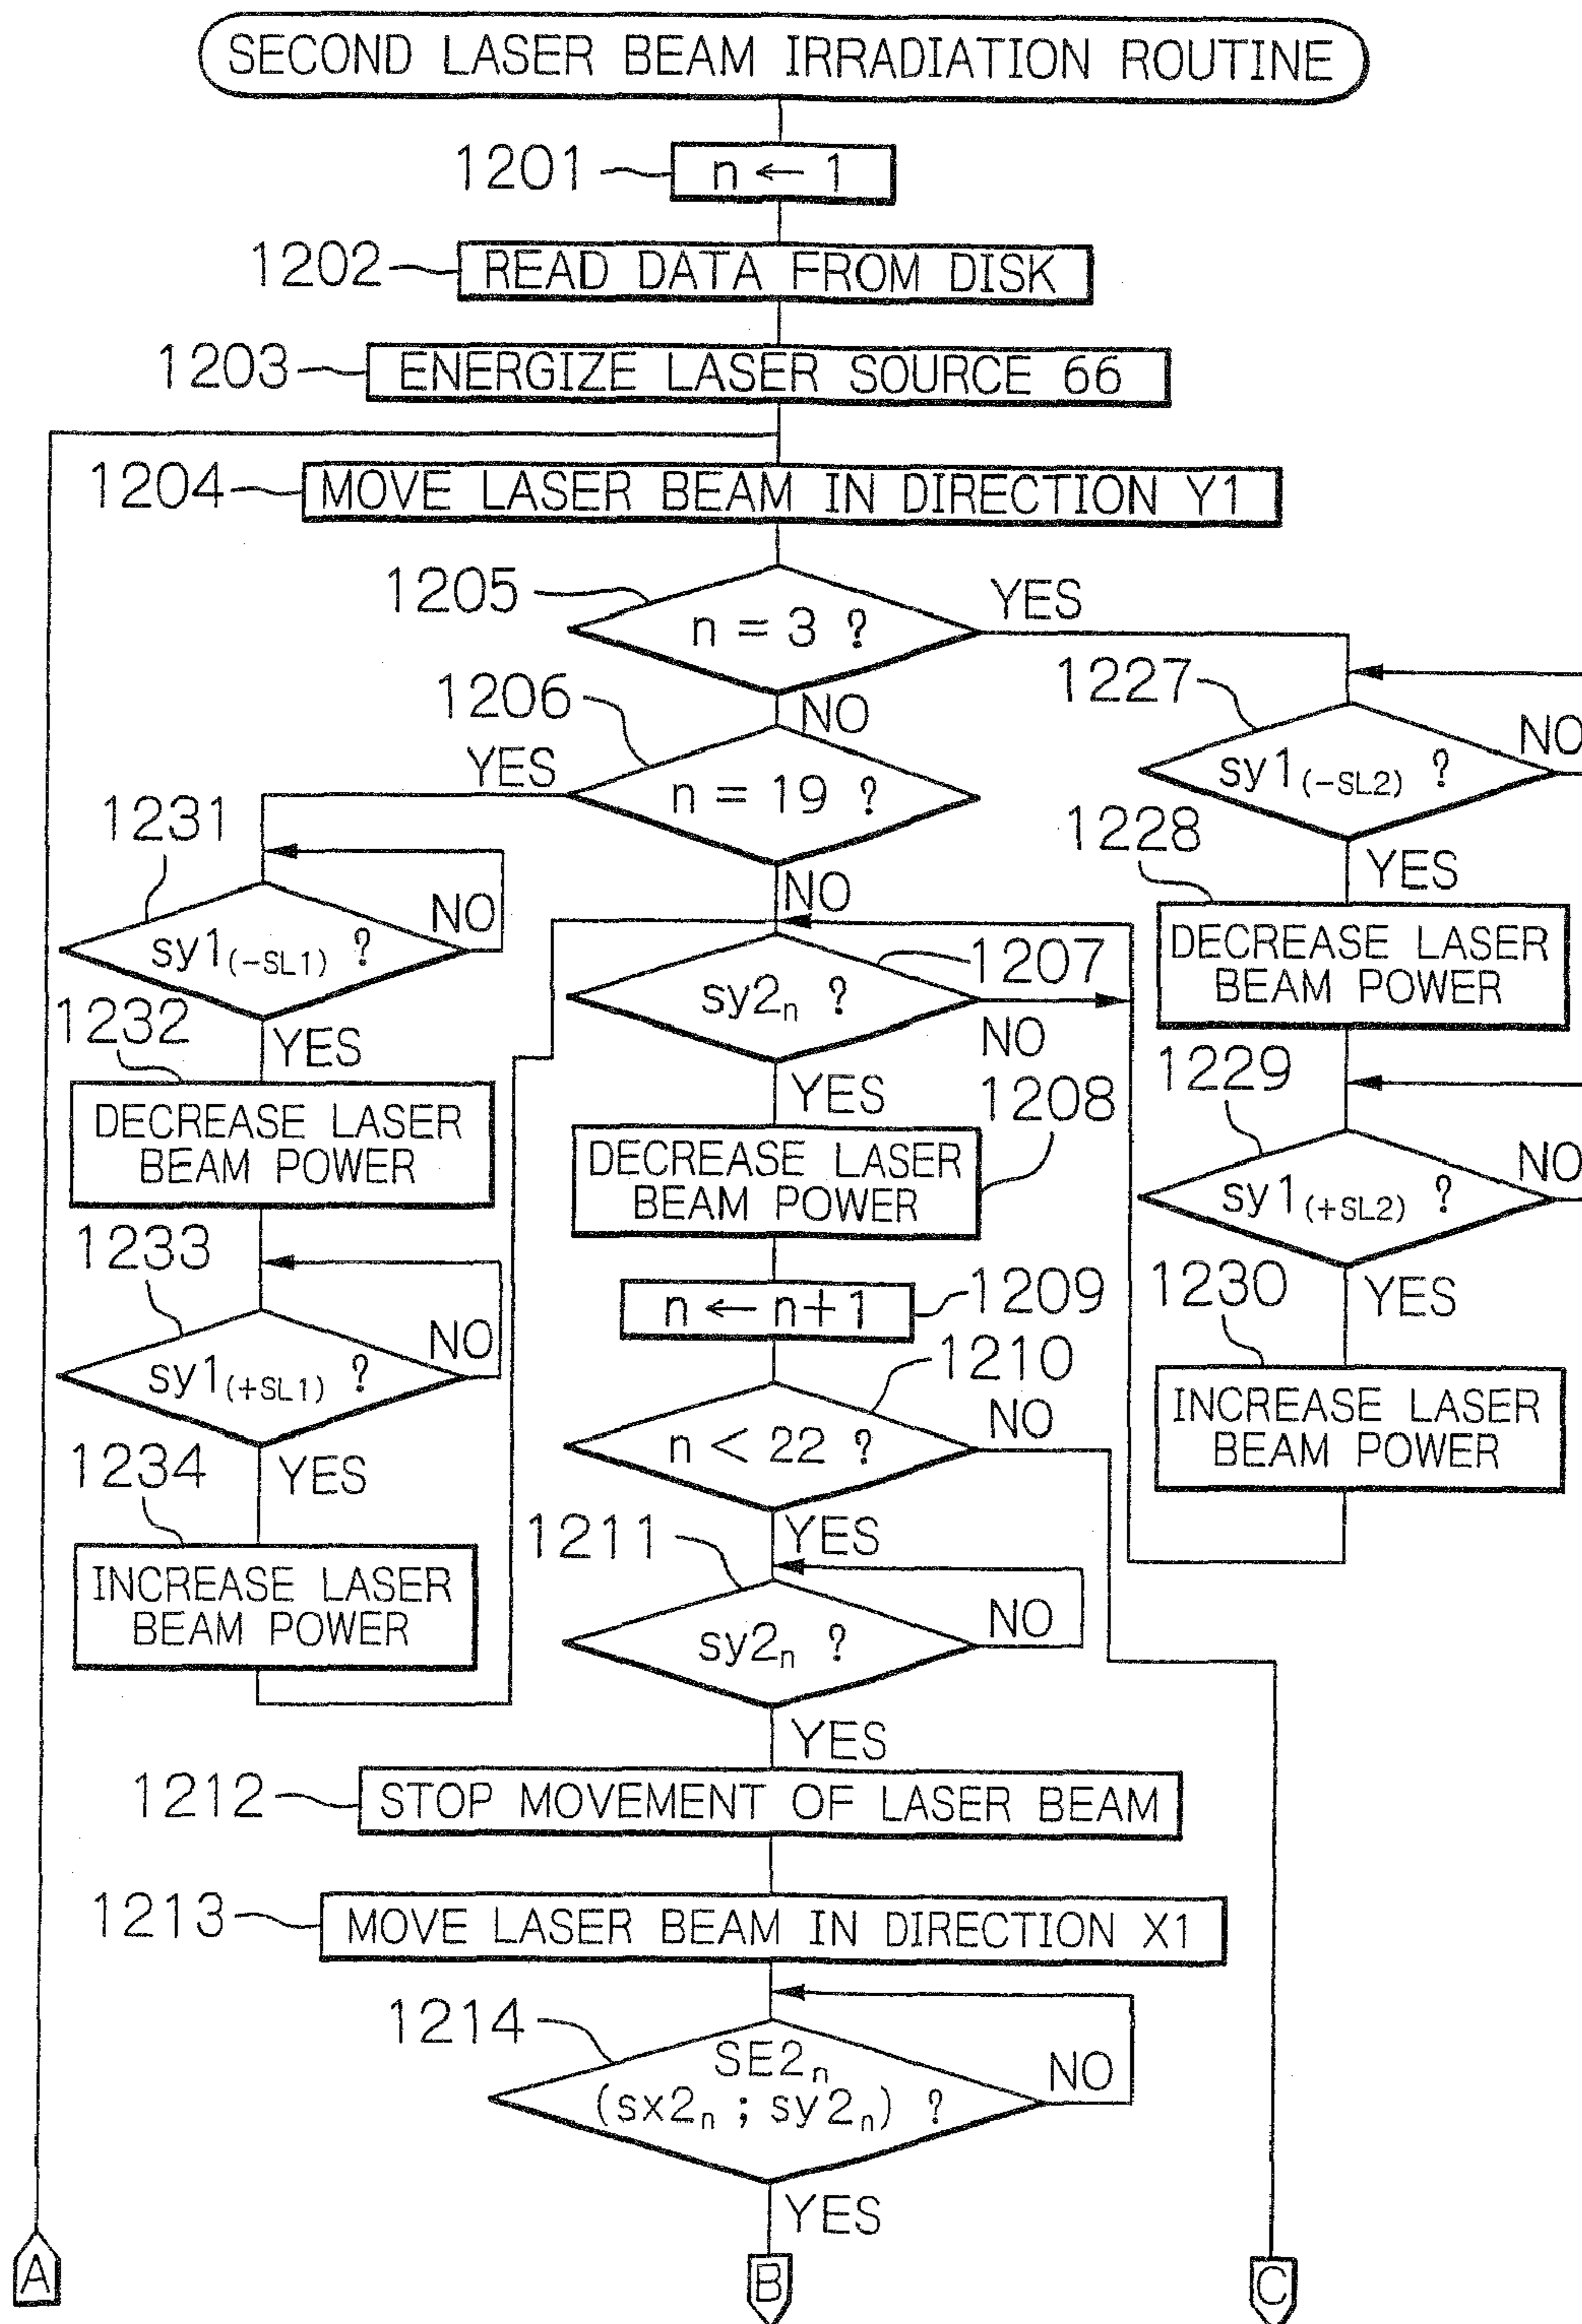 SECOND LASER BEAM IRRADIATION ROUTINE
1201
n ← 1
1202
READ DATA FROM DISK
1203
ENERGIZE LASER SOURCE 66
1204
MOVE LASER BEAM IN DIRECTION Y1
1205
n = 3 ?
YES
NO
1206
YES
n = 19 ?
NO
1227
sy1(-SL2) ?
NO
YES
1228
DECREASE LASER
BEAM POWER
1229
sy1(+SL2) ?
NO
YES
1230
INCREASE LASER
BEAM POWER
1231
sy1(-SL1) ?
NO
YES
1232
DECREASE LASER
BEAM POWER
1233
sy1(+SL1) ?
NO
YES
1234
INCREASE LASER
BEAM POWER
1207
sy2n ?
NO
YES
1208
DECREASE LASER
BEAM POWER
1209
n ← n+1
1210
n < 22 ?
NO
YES
1211
sy2n ?
NO
YES
1212
STOP MOVEMENT OF LASER BEAM
1213
MOVE LASER BEAM IN DIRECTION X1
1214
SE2n
(sx2n ; sy2n) ?
NO
YES
A
B
C